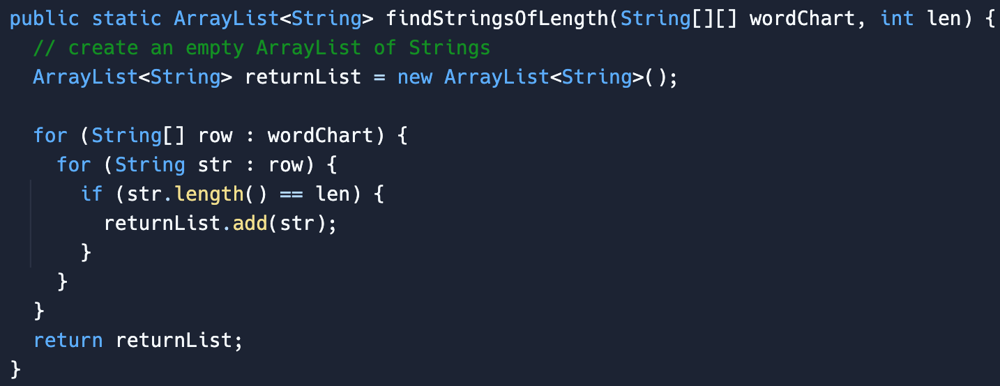 public static ArrayList<String> findStringsOfLength(String[][] wordChart, int len) {
  // create an empty ArrayList of Strings
  ArrayList<String> returnList = new ArrayList<String>();

  for (String[] row : wordChart) {
    for (String str : row) {
      if (str.length() == len) {
        returnList.add(str);
      }
    }
  }
  return returnList;
}